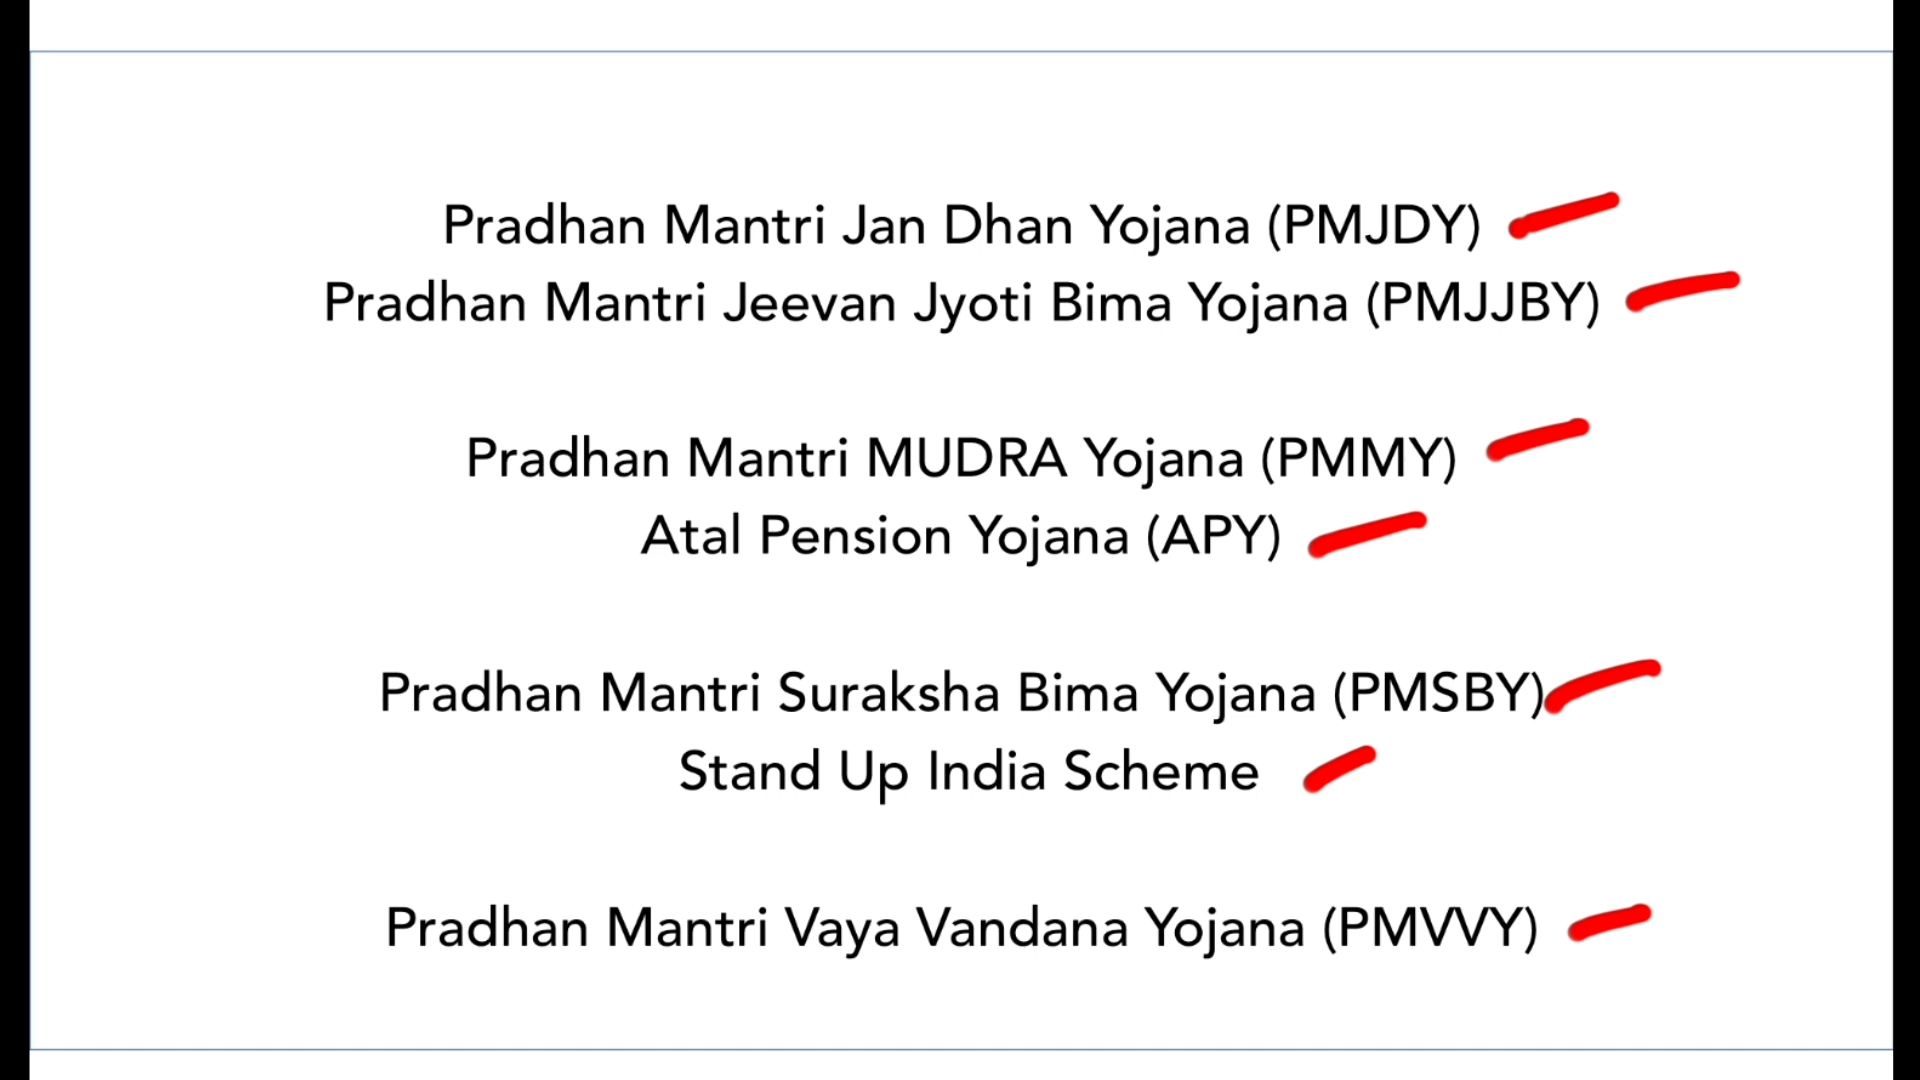 Pradhan Mantri Jan Dhan Yojana (PMJDY)
Pradhan Mantri Jeevan Jyoti Bima Yojana (PMJJBY)
Pradhan Mantri MUDRA Yojana (PMMY)
Atal Pension Yojana (APY)
Pradhan Mantri Suraksha Bima Yojana (PMSBY)
Stand Up India Scheme
Pradhan Mantri Vaya Vandana Yojana (PMVVY)